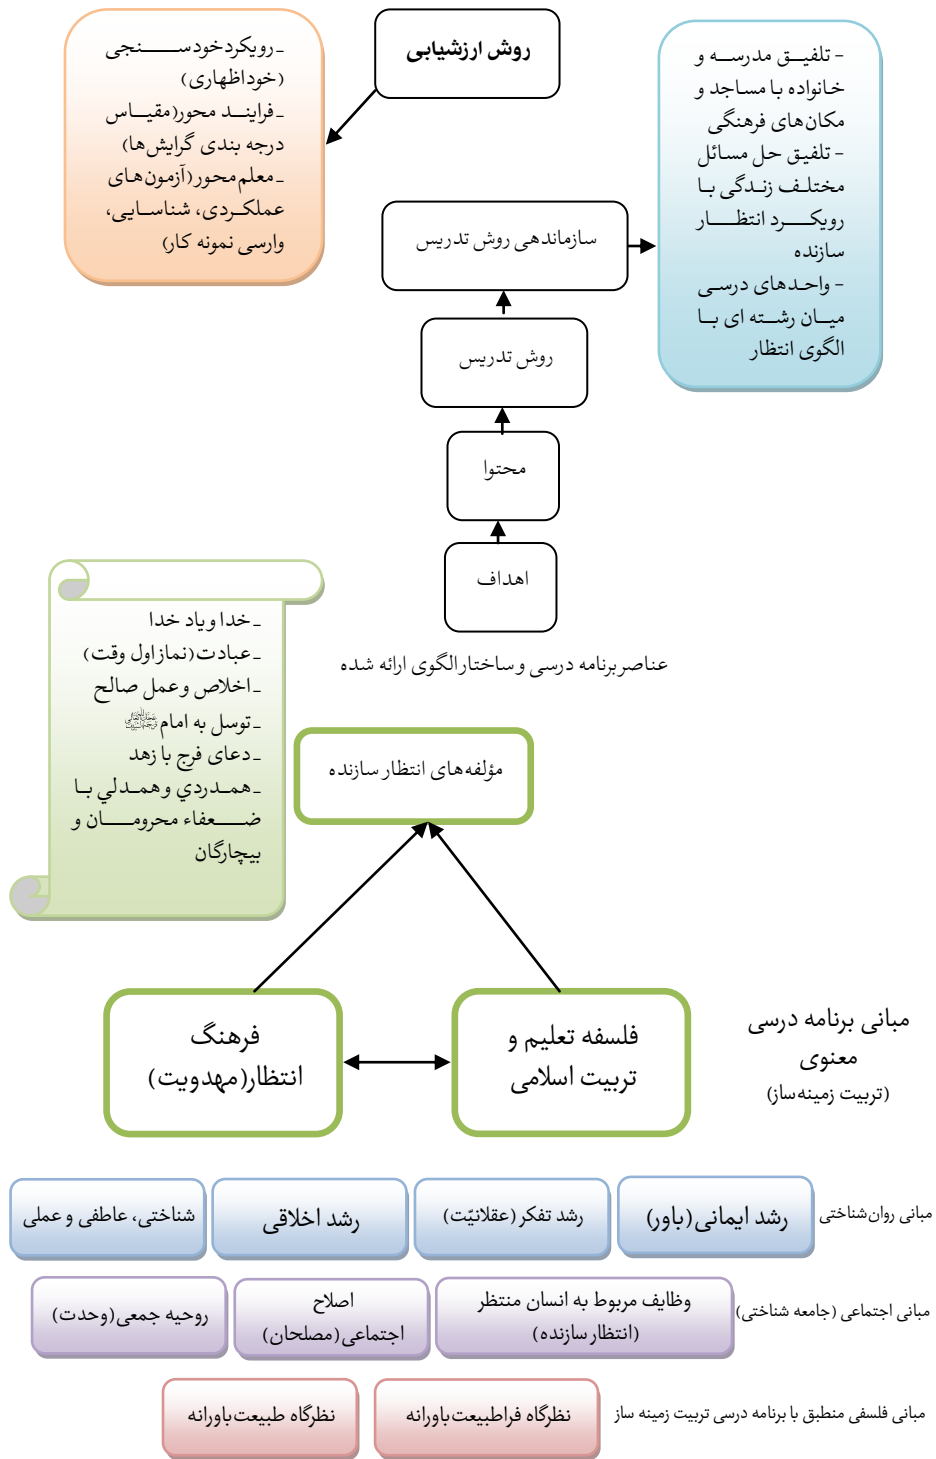 روش ارزشیابی
- رویکرد خودسنجی
(خوداظهاری)
- فرایند محور(مقیاس
درجه بندی گرایش‌ها)
- معلم محور(آزمون‌های
عملکردی، شناسایی،
وارسی نمونه کار)
- تلفیق مدرسه و
خانواده با مساجد و
مکان‌های فرهنگی
- تلفیق حل مسائل
مختلف زندگی با
رویکرد انتظار
سازنده
- واحدهای درسی
میان رشته ای با
الگوی انتظار
سازماندهی روش تدریس
روش تدریس
محتوا
اهداف
عناصر برنامه درسی و ساختار الگوی ارائه شده
- خدا و یاد خدا
- عبادت(نماز اول وقت)
- اخلاص و عمل صالح
- توسل به امام
- دعای فرج با زهد
- همدردي و همدلي با
ضعفاء محرومان و
بیچارگان
مؤلفه‌های انتظار سازنده
فلسفه تعلیم و
تربیت اسلامی
فرهنگ
انتظار(مهدویت)
مبانی برنامه درسی
معنوی
(تربیت زمینه‌ساز)
مبانی روان‌شناختی
رشد ایمانی(باور)
رشد تفکر(عقلانیّت)
رشد اخلاقی
شناختی، عاطفی و عملی
مبانی اجتماعی (جامعه شناختی)
وظایف مربوط به انسان منتظر
(انتظار سازنده)
اصلاح
اجتماعی(مصلحان)
روحیه جمعی(وحدت)
مبانی فلسفی منطبق با برنامه درسی تربیت زمینه ساز
نظرگاه فراطبیعت‌باورانه
نظرگاه طبیعت‌باورانه